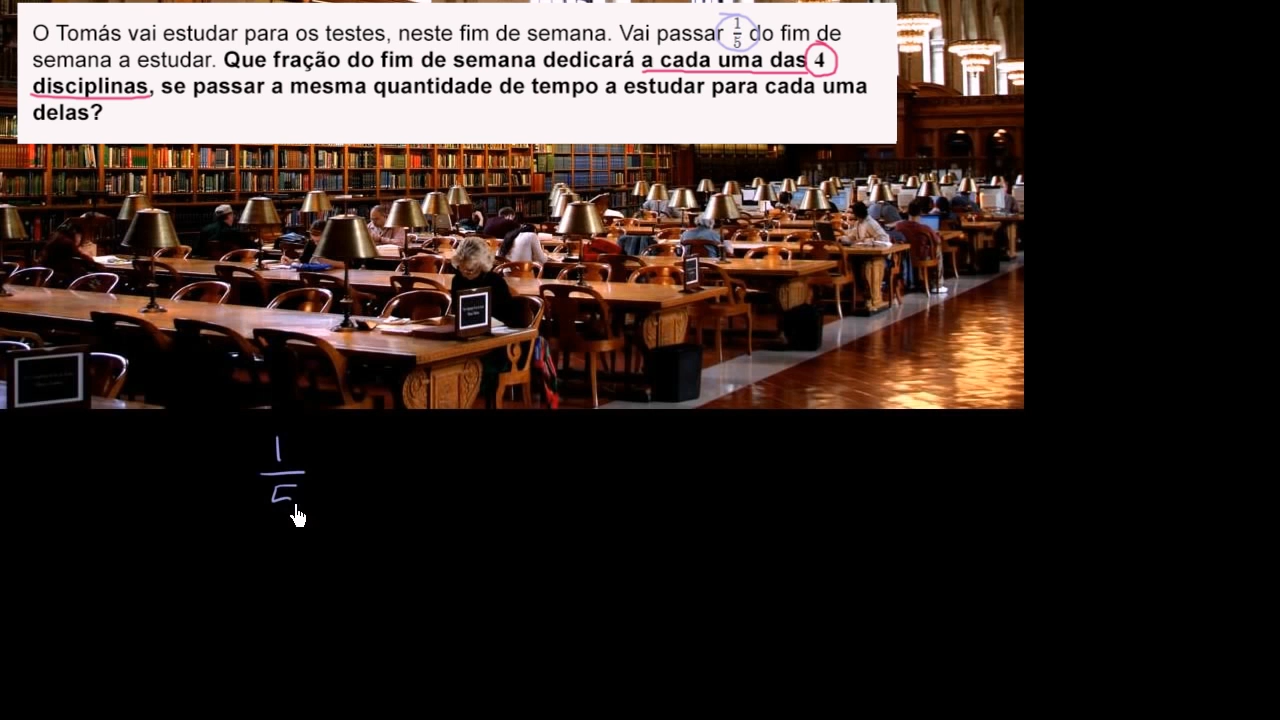 O Tomás vai estudar para os testes, neste fim de semana. Vai passar 1/5 do fim de
semana a estudar. Que fração do fim de semana dedicará a cada uma das 4
disciplinas, se passar a mesma quantidade de tempo a estudar para cada uma
delas?
1
5